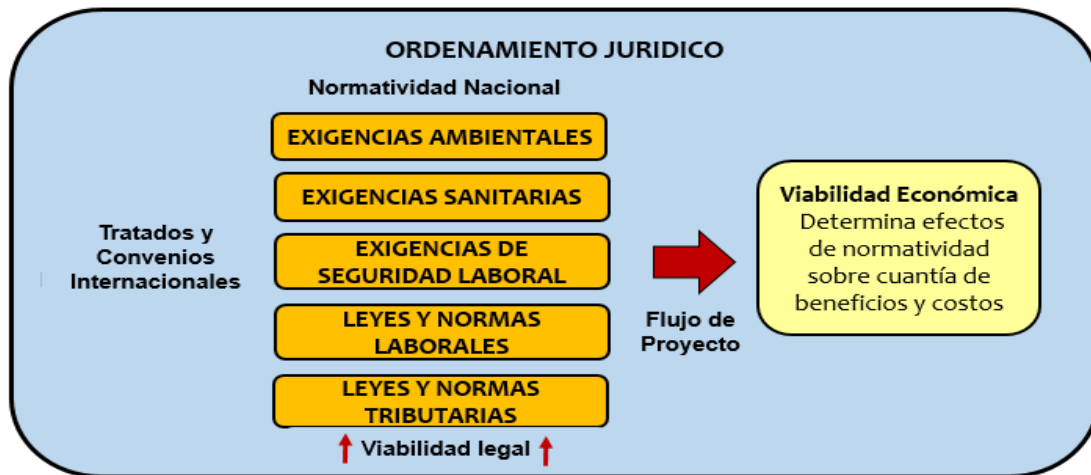 ORDENAMIENTO JURIDICO
Normatividad Nacional
EXIGENCIAS AMBIENTALES
EXIGENCIAS SANITARIAS
EXIGENCIAS DE
SEGURIDAD LABORAL
LEYES Y NORMAS
LABORALES
LEYES Y NORMAS
TRIBUTARIAS
Viabilidad legal
Tratados y
Convenios
Internacionales
Flujo de
Proyecto
Viabilidad Económica
Determina efectos
de normatividad
sobre cuantía de
beneficios y costos